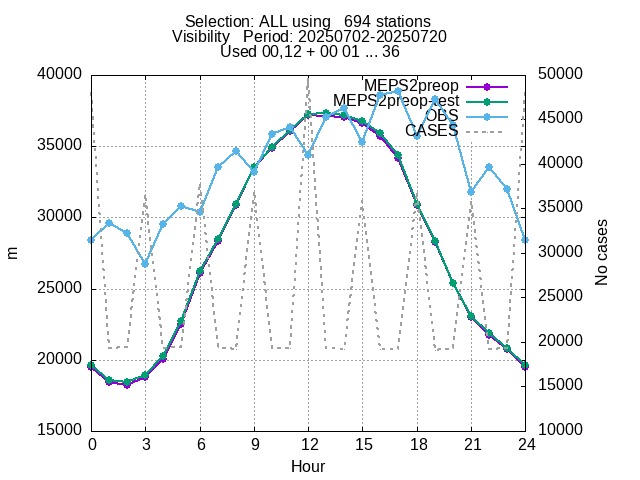 Selection: ALL using   694 stations
Visibility   Period: 20250702-20250720
Used 00,12 + 00 01 ... 36
40000
35000
30000
25000
20000
15000
m
50000
45000
40000
35000
30000
25000
20000
15000
10000
No cases
MEPS2preop
MEPS2preop-test
OBS
CASES
0 3 6 9 12 15 18 21 24
Hour